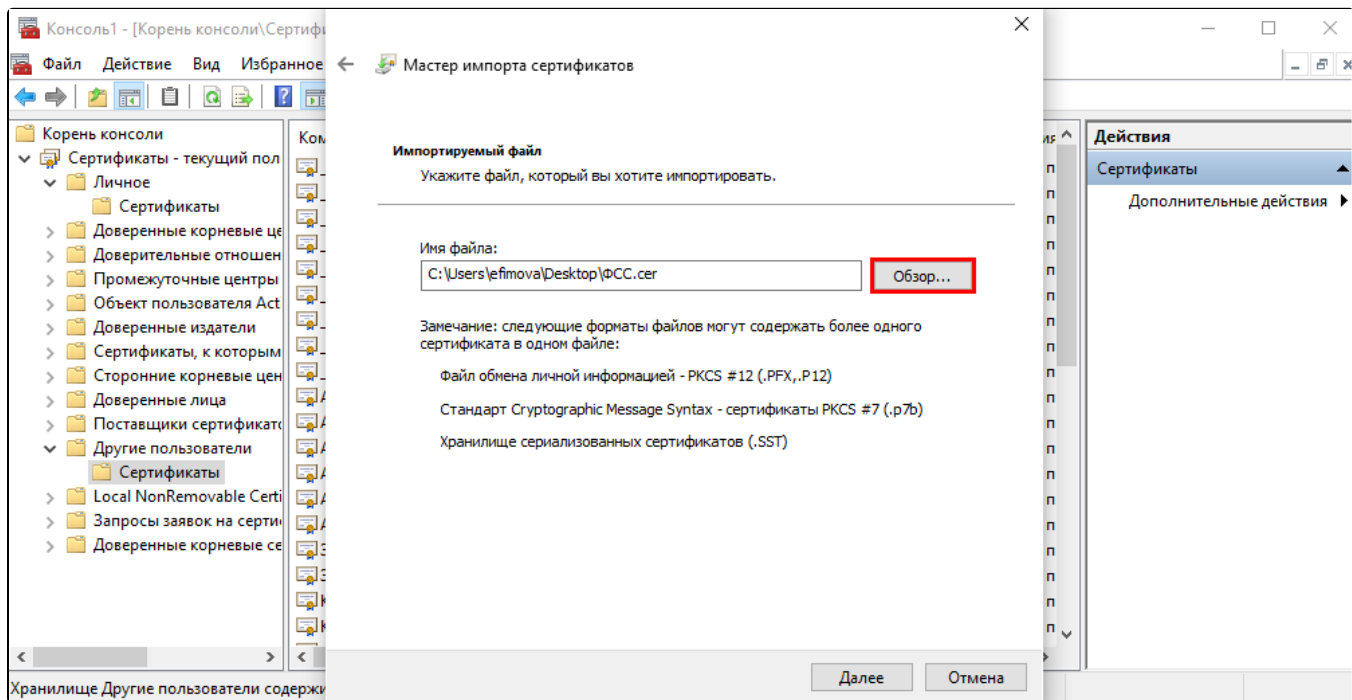 Консоль1 - [Корень консоли\Сертифи
Файл Действие Вид Избранное
Корень консоли
Сертификаты - текущий пол
Личное
Сертификаты
Доверенные корневые це
Доверительные отношен
Промежуточные центры
Объект пользователя Act
Доверенные издатели
Сертификаты, к которым
Сторонние корневые цен
Доверенные лица
Поставщики сертификато
Другие пользователи
Сертификаты
Local NonRemovable Certi
Запросы заявок на серти
Доверенные корневые се
Хранилище Другие пользователи содержи
Ком
Мастер импорта сертификатов
Импортируемый файл
Укажите файл, который вы хотите импортировать.
Имя файла:
C:\Users\efimova\Desktop\ФСС.cer
Обзор...
Замечание: следующие форматы файлов могут содержать более одного
сертификата в одном файле:
Файл обмена личной информацией - PKCS #12 (.PFX,.P12)
Стандарт Cryptographic Message Syntax - сертификаты PKCS #7 (.p7b)
Хранилище сериализованных сертификатов (.SST)
Далее
Отмена
Действия
Сертификаты
Дополнительные действия